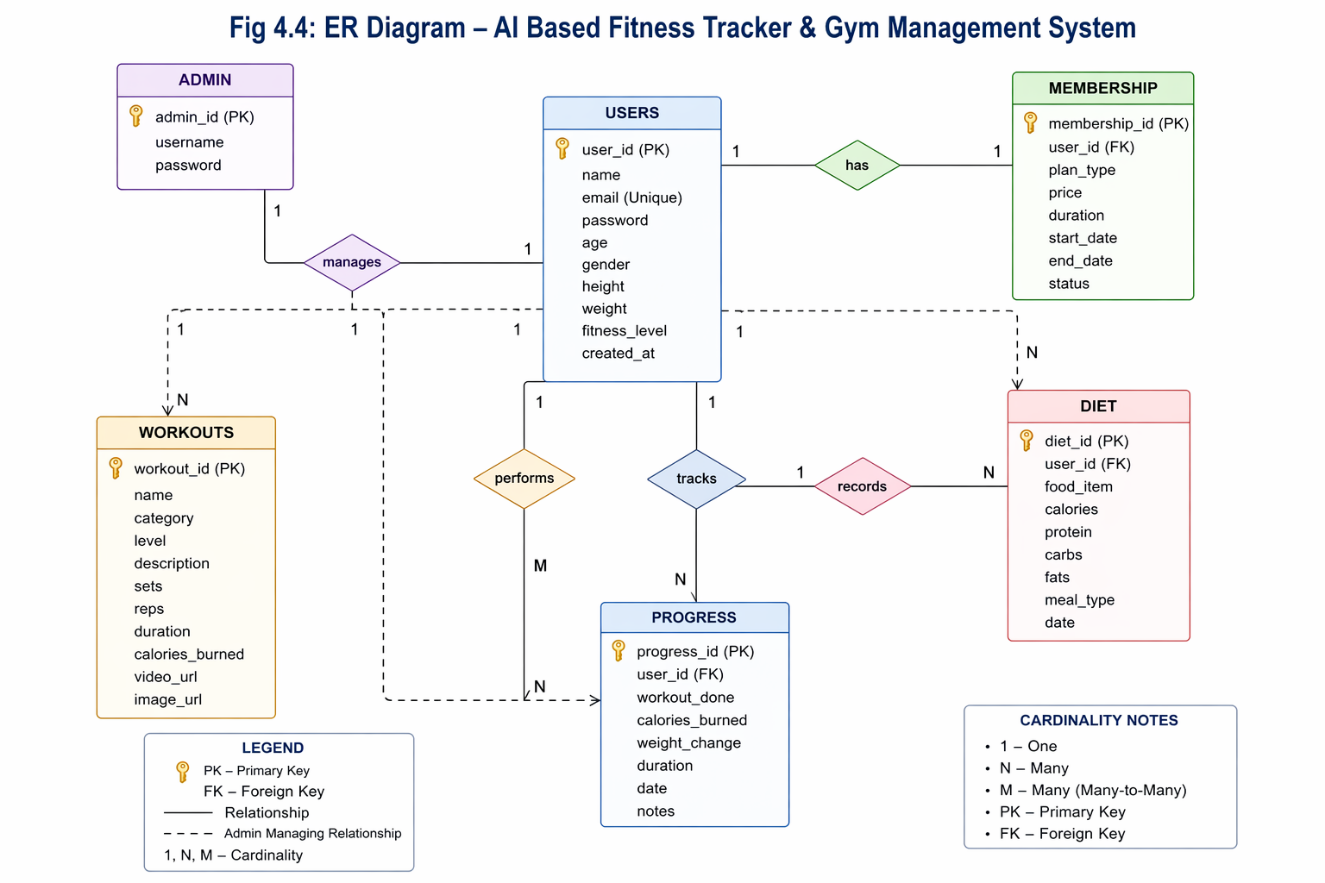 Fig 4.4: ER Diagram – AI Based Fitness Tracker & Gym Management System
ADMIN
admin_id (PK)
username
password
1
manages
1
USERS
user_id (PK)
name
email (Unique)
password
age
gender
height
weight
fitness_level
created_at
1
has
1
MEMBERSHIP
membership_id (PK)
user_id (FK)
plan_type
price
duration
start_date
end_date
status
1
1
1
1
N
N
WORKOUTS
workout_id (PK)
name
category
level
description
sets
reps
duration
calories_burned
video_url
image_url
1
performs
M
N
1
tracks
N
1
records
N
DIET
diet_id (PK)
user_id (FK)
food_item
calories
protein
carbs
fats
meal_type
date
PROGRESS
progress_id (PK)
user_id (FK)
workout_done
calories_burned
weight_change
duration
date
notes
LEGEND
PK – Primary Key
FK – Foreign Key
Relationship
Admin Managing Relationship
1, N, M – Cardinality
CARDINALITY NOTES
• 1 – One
• N – Many
• M – Many (Many-to-Many)
• PK – Primary Key
• FK – Foreign Key